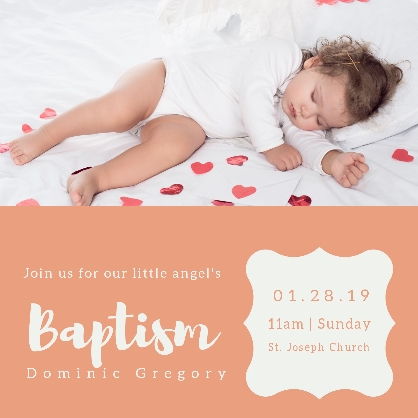 Join us for our little angel's
Baptism
Dominic Gregory
01.28.19
11am | Sunday
St. Joseph Church